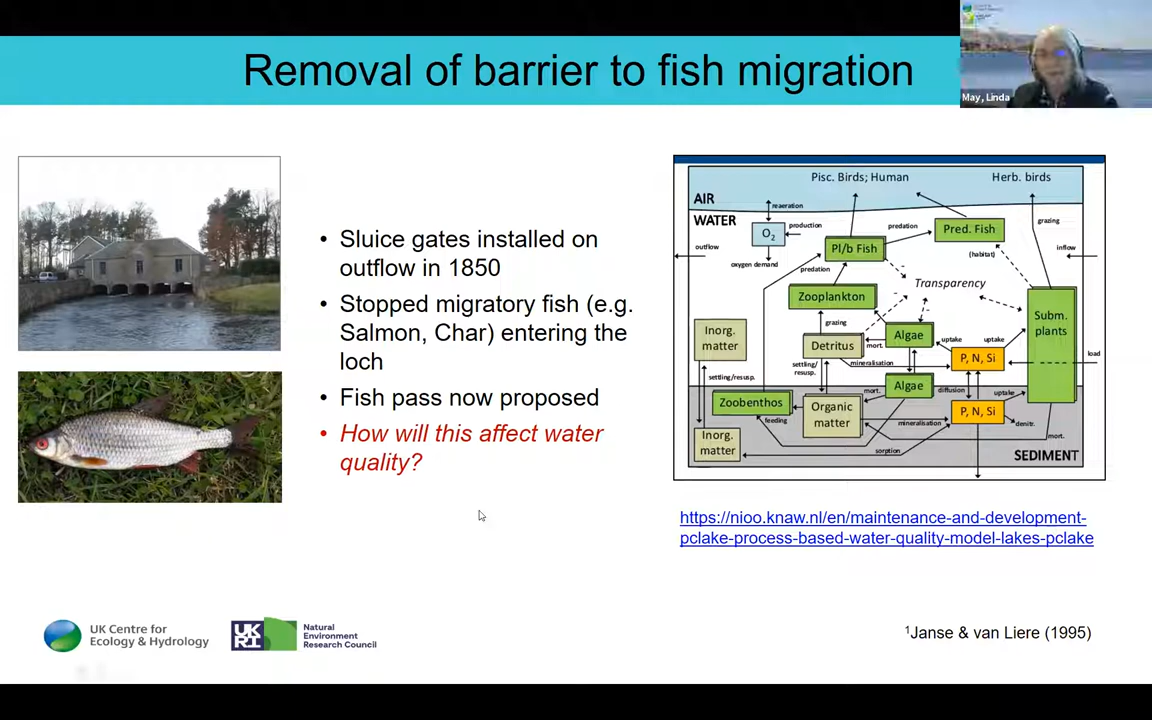 Removal of barrier to fish migration
May, Linda
• Sluice gates installed on
outflow in 1850
• Stopped migratory fish (e.g.
Salmon, Char) entering the
loch
• Fish pass now proposed
• How will this affect water
quality?
Pisc. Birds; Human
Herb. birds
AIR
WATER
reaeration
O2
production
oxygen demand
outflow
predation
Pred. Fish
grazing
inflow
Pl/b Fish
(habitat)
predation
Transparency
Zooplankton
Subm.
plants
grazing
Inorg.
matter
Detritus
mort.
Algae
uptake
uptake
P, N, Si
load
mineralisation
settling/
resusp.
settling/resusp.
Algae
mort.
diffusion
uptake
Zoobenthos
feeding
Organic
matter
P, N, Si
denitr.
mineralisation
mort.
Inorg.
matter
sorption
SEDIMENT
https://nioo.knaw.nl/en/maintenance-and-development-
pclake-process-based-water-quality-model-lakes-pclake
UK Centre for
Ecology & Hydrology
UK
RI
Natural
Environment
Research Council
1Janse & van Liere (1995)